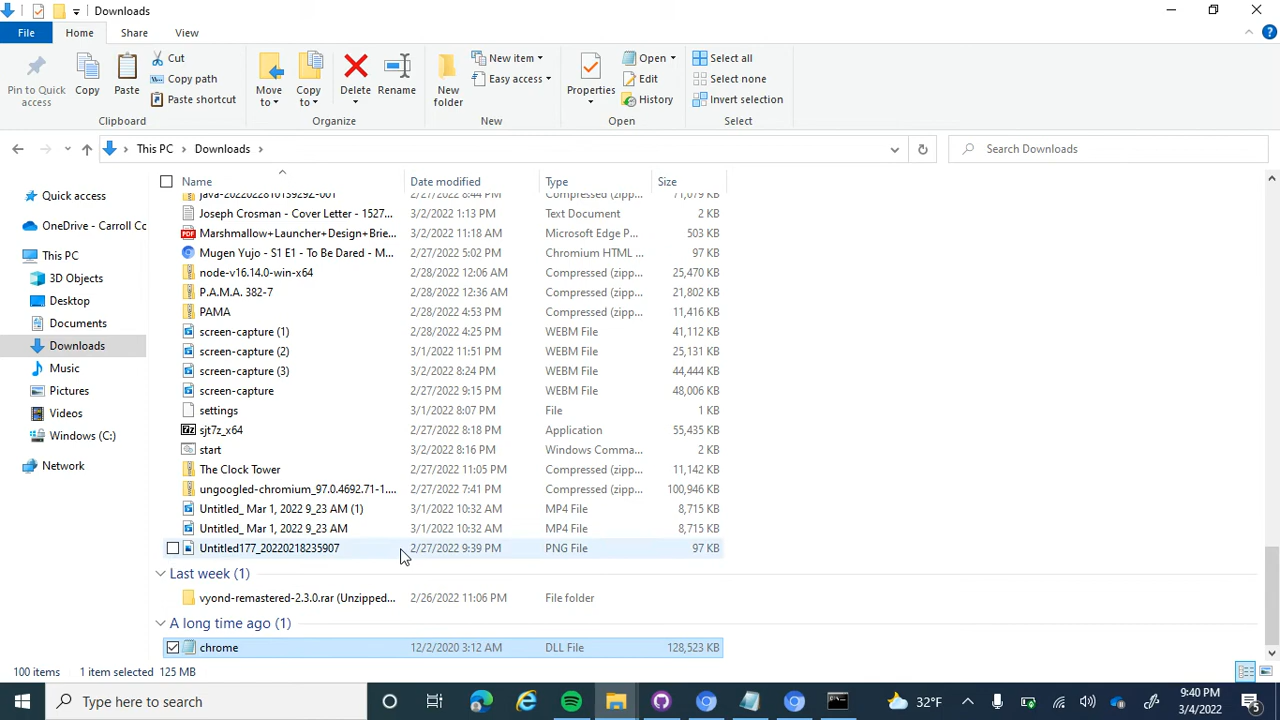 Downloads
File Home Share View
Pin to Quick access
Copy
Paste
Cut
Copy path
Paste shortcut
Clipboard
Move to
Copy to
Delete
Rename
Organize
New folder
New item
Easy access
New
Properties
Open
Edit
History
Open
Select all
Select none
Invert selection
Select
This PC Downloads
Search Downloads
Quick access
OneDrive - Carroll Cc
This PC
3D Objects
Desktop
Documents
Downloads
Music
Pictures
Videos
Windows (C:)
Network
Name Date modified Type Size
2/27/2022 8:44 PM Compressed (zipp... 71,079 KB
Joseph Crosman - Cover Letter - 1527... 3/2/2022 1:13 PM Text Document 2 KB
Marshmallow+Launcher+Design+Brie... 3/2/2022 11:18 AM Microsoft Edge P... 503 KB
Mugen Yujo - S1 E1 - To Be Dared - M... 2/27/2022 5:02 PM Chromium HTML ... 97 KB
node-v16.14.0-win-x64 2/28/2022 12:06 AM Compressed (zipp... 25,470 KB
P.A.M.A. 382-7 2/28/2022 12:36 AM Compressed (zipp... 21,802 KB
PAMA 2/28/2022 4:53 PM Compressed (zipp... 11,416 KB
screen-capture (1) 2/28/2022 4:25 PM WEBM File 41,112 KB
screen-capture (2) 3/1/2022 11:51 PM WEBM File 25,131 KB
screen-capture (3) 3/2/2022 8:24 PM WEBM File 44,444 KB
screen-capture 2/27/2022 9:15 PM WEBM File 48,006 KB
settings 3/1/2022 8:07 PM File 1 KB
sjt7z_x64 2/27/2022 8:18 PM Application 55,435 KB
start 3/2/2022 8:16 PM Windows Comma... 2 KB
The Clock Tower 2/27/2022 11:05 PM Compressed (zipp... 11,142 KB
ungoogled-chromium_97.0.4692.71-1.... 2/27/2022 7:41 PM Compressed (zipp... 100,946 KB
Untitled_ Mar 1, 2022 9_23 AM (1) 3/1/2022 10:32 AM MP4 File 8,715 KB
Untitled_ Mar 1, 2022 9_23 AM 3/1/2022 10:32 AM MP4 File 8,715 KB
Untitled177_20220218235907 2/27/2022 9:39 PM PNG File 97 KB
Last week (1)
vyond-remastered-2.3.0.rar (Unzipped... 2/26/2022 11:06 PM File folder
A long time ago (1)
chrome 12/2/2020 3:12 AM DLL File 128,523 KB
100 items 1 item selected 125 MB
Type here to search
32°F
9:40 PM
3/4/2022
5